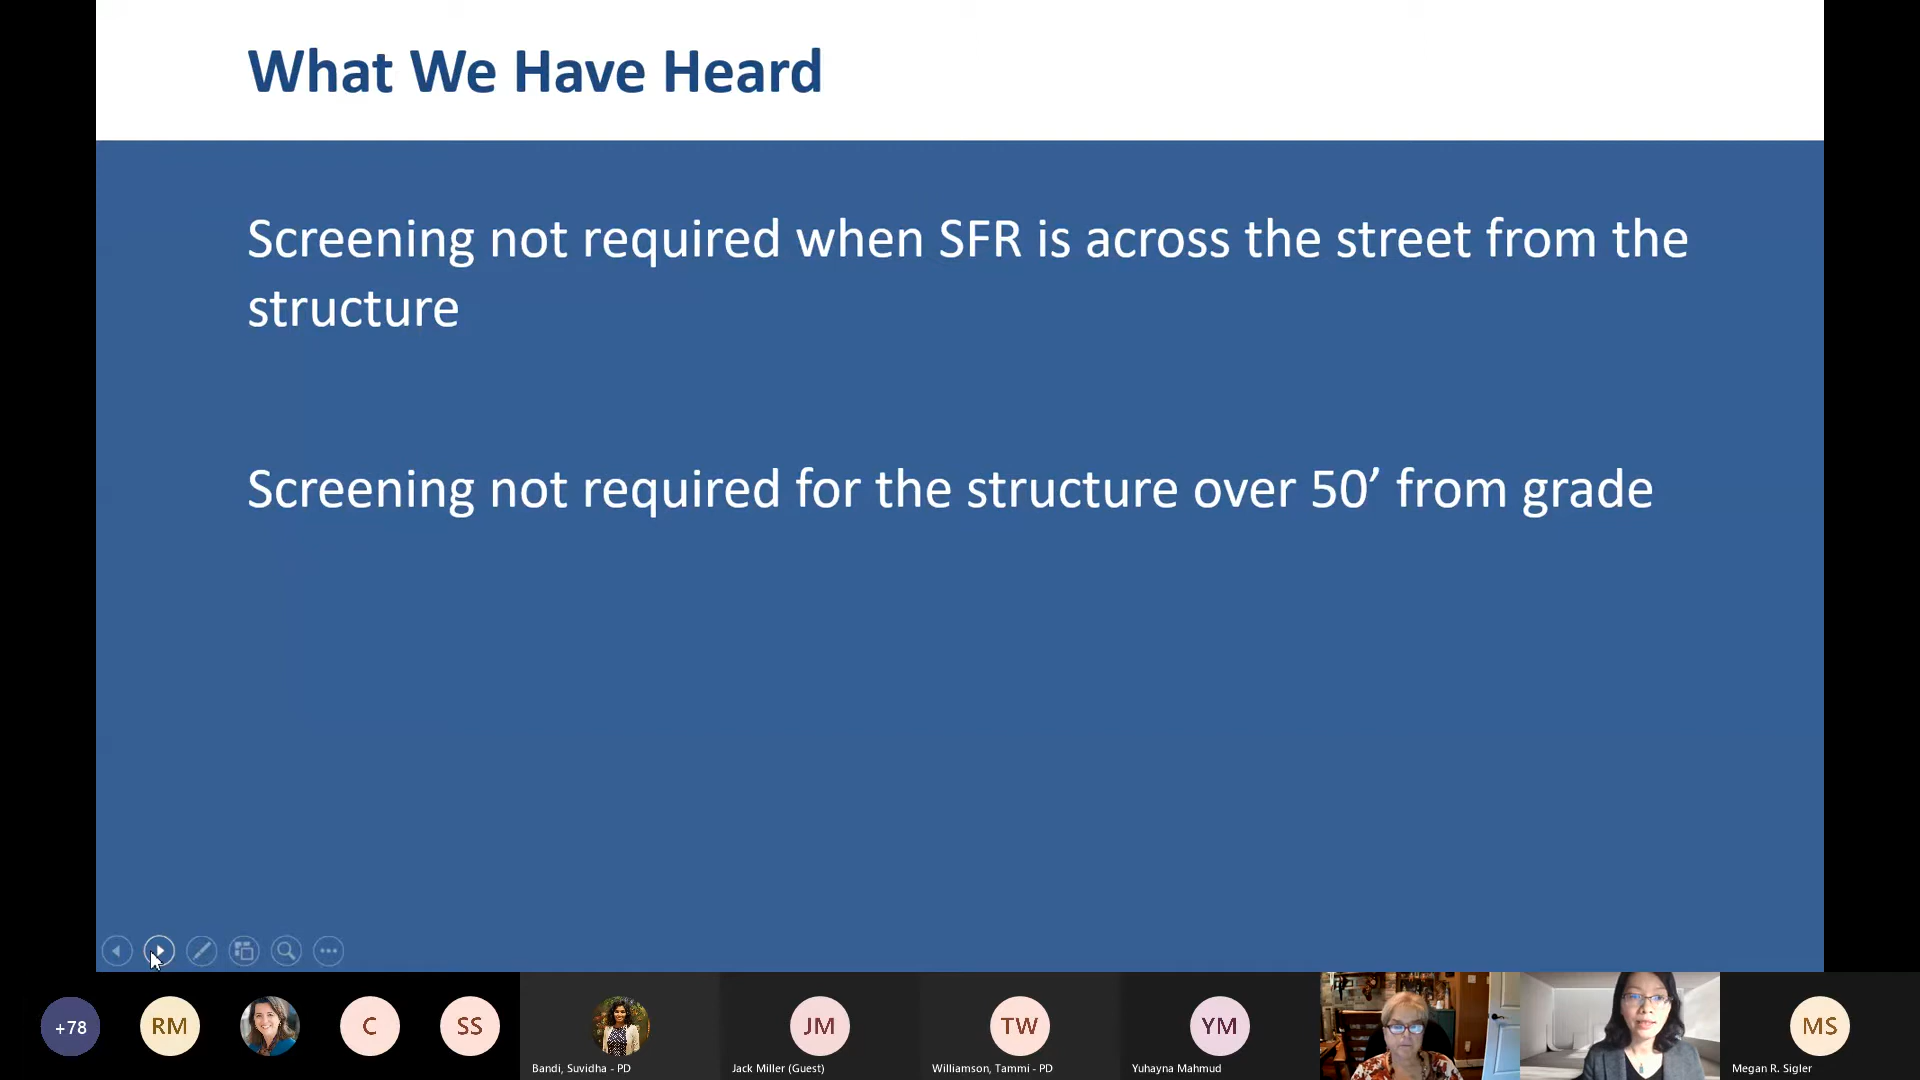 What We Have Heard
Screening not required when SFR is across the street from the
structure
Screening not required for the structure over 50’ from grade
+78
RM
C
SS
JM
TW
YM
MS
Bandi, Suvidha - PD
Jack Miller (Guest)
Williamson, Tammi - PD
Yuhayna Mahmud
Megan R. Sigler